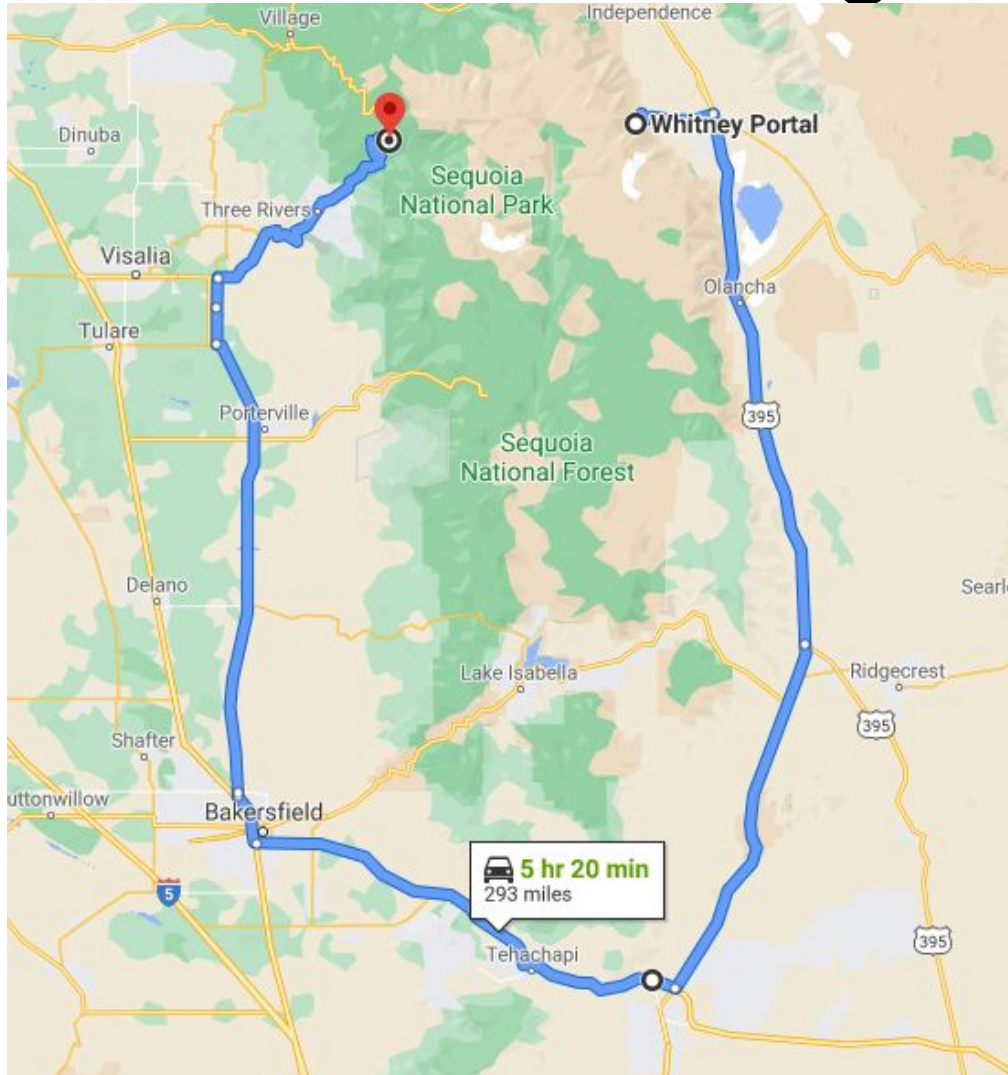 Village
Independence
Dinuba
Whitney Portal
Sequoia
National Park
Three Rivers
Visalia
Olancha
Tulare
Porterville
395
Sequoia
National Forest
Delano
Searl
Lake Isabella
Ridgecrest
395
Shafter
uttonwillow
Bakersfield
5 hr 20 min
293 miles
5
395
Tehachapi